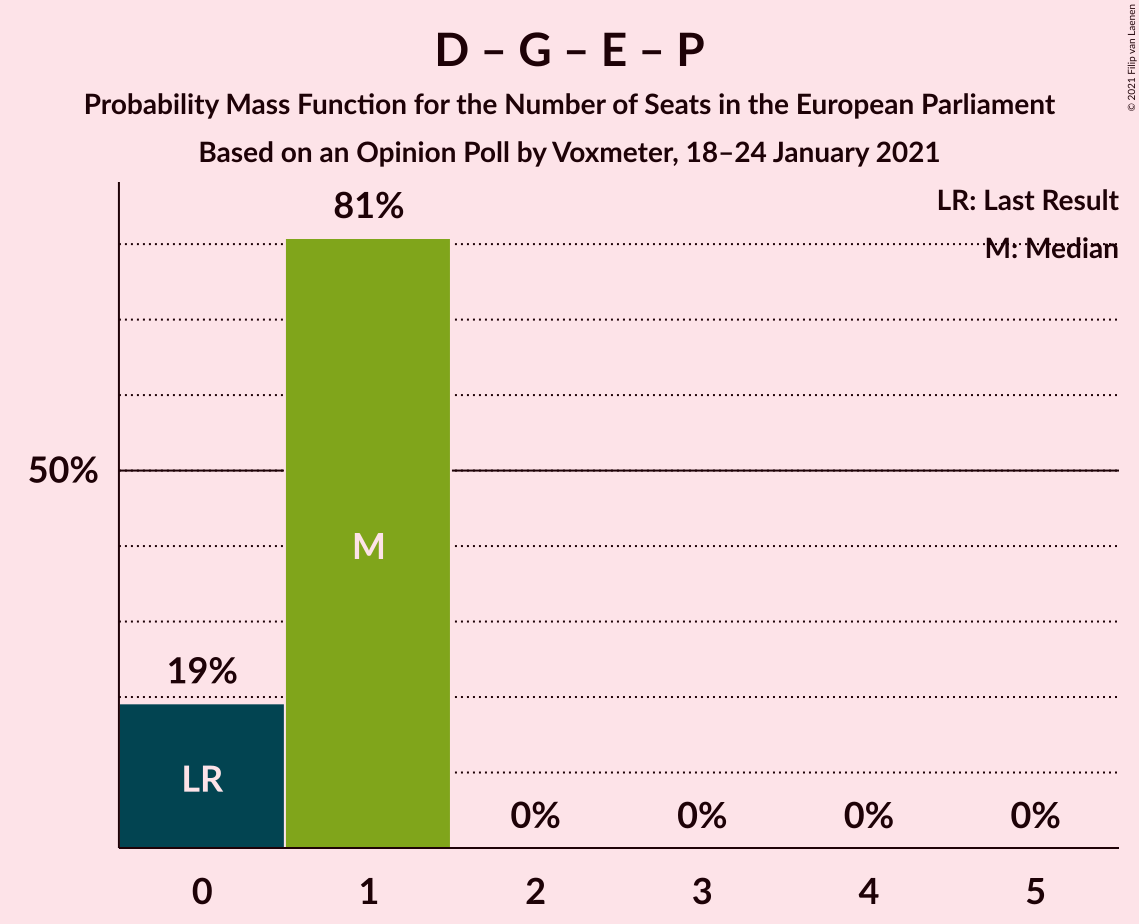 D – G – E – P
Probability Mass Function for the Number of Seats in the European Parliament
Based on an Opinion Poll by Voxmeter, 18–24 January 2021
© 2021 Filip van Laenen
LR: Last Result
M: Median
81%
50%
M
19%
LR
0% 0% 0% 0%
0 1 2 3 4 5